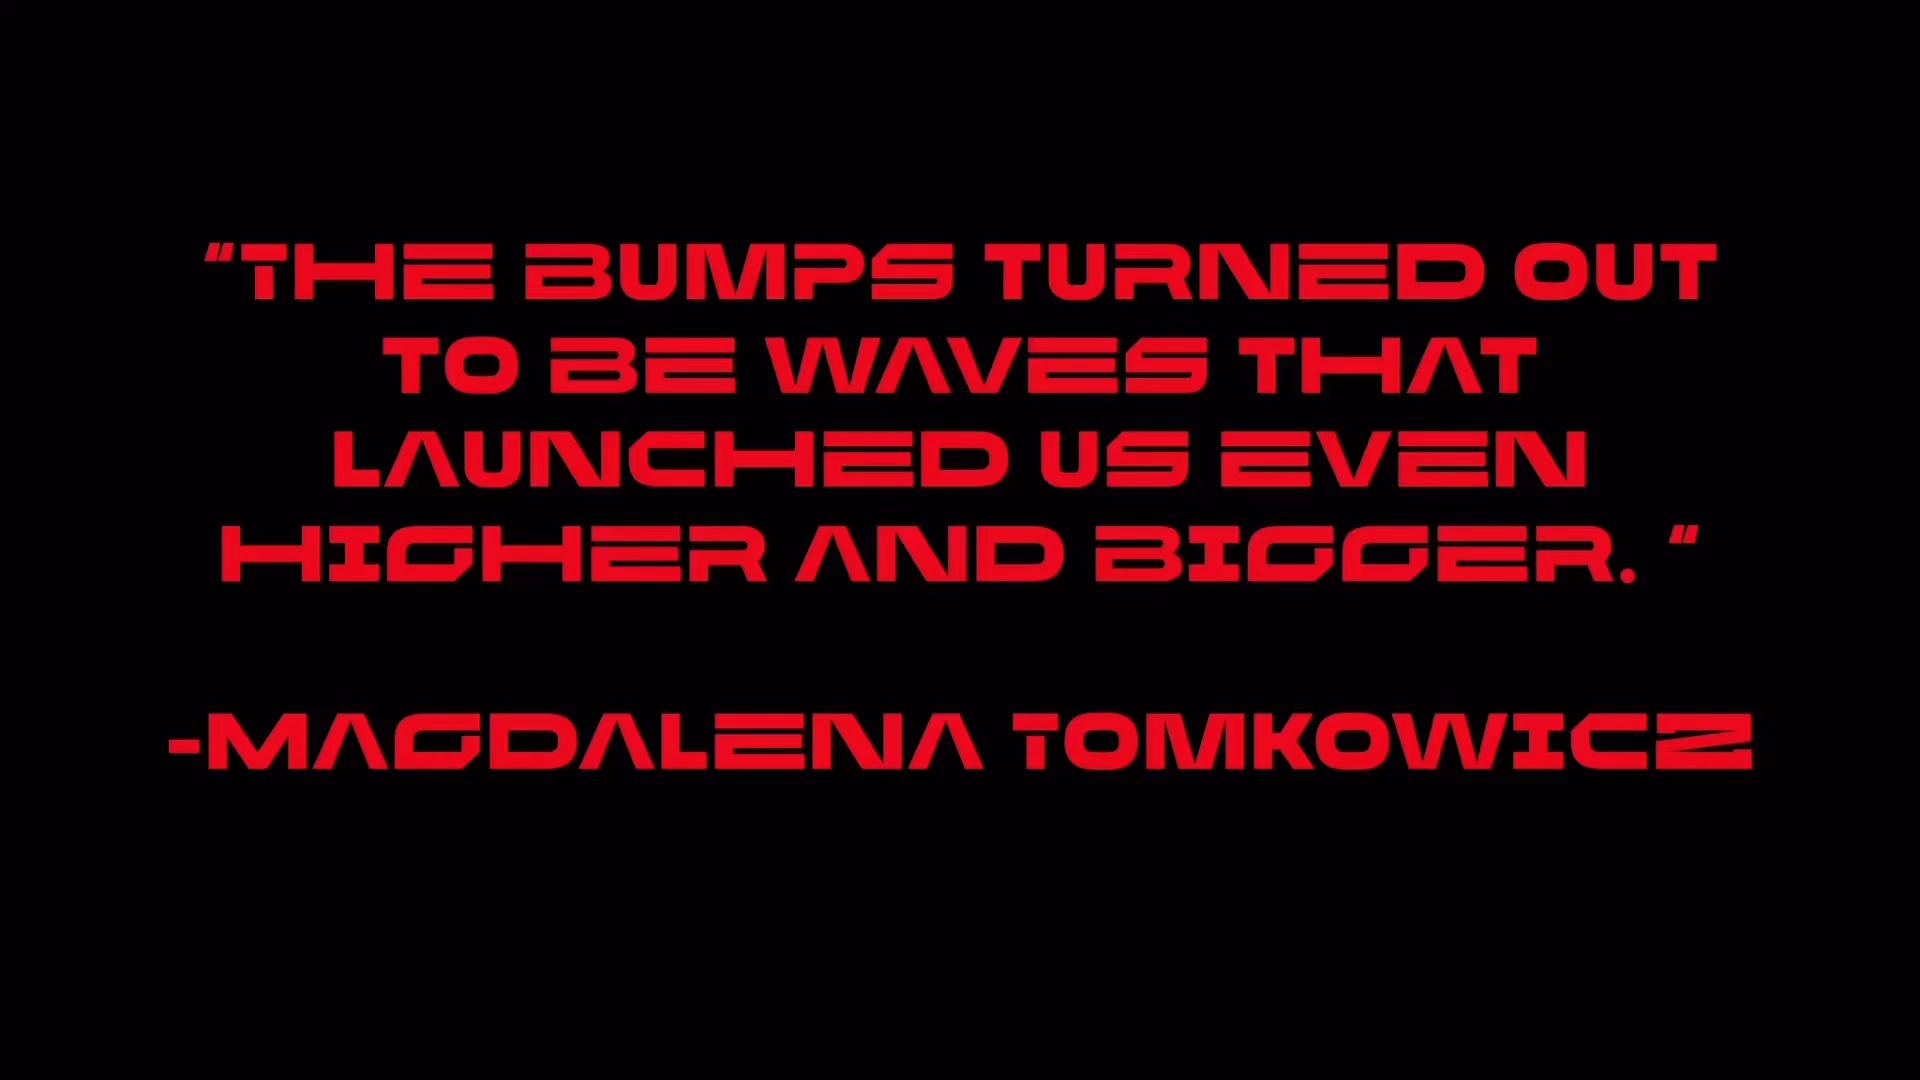 "THE BUMPS TURNED OUT
TO BE WAVES THAT
LAUNCHED US EVEN
HIGHER AND BIGGER. "
-MAGDALENA TOMKOWICZ